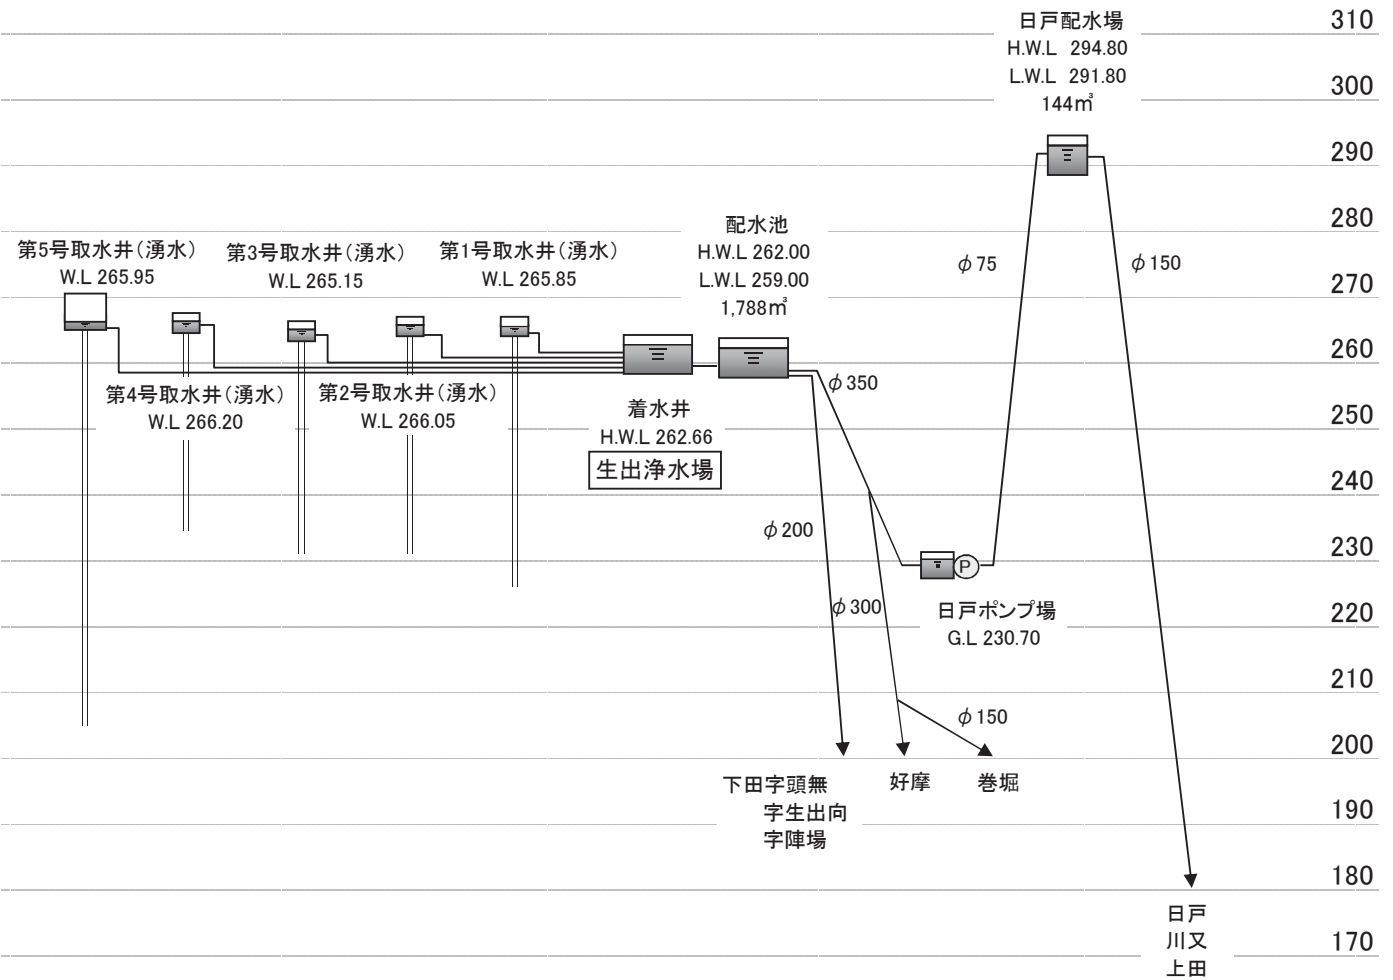 日戸配水場
H.W.L 294.80
L.W.L 291.80
144㎥
310
300
290
280
270
260
250
240
230
220
210
200
190
180
170
配水池
H.W.L 262.00
L.W.L 259.00
1,788㎥
第5号取水井(湧水)
W.L 265.95
第3号取水井(湧水)
W.L 265.15
第1号取水井(湧水)
W.L 265.85
φ75
φ150
第4号取水井(湧水)
W.L 266.20
第2号取水井(湧水)
W.L 266.05
着水井
H.W.L 262.66
生出浄水場
φ350
φ200
φ300
P
日戸ポンプ場
G.L 230.70
φ150
下田字頭無
字生出向
字陣場
好摩
巻堀
日戸
川又
上田